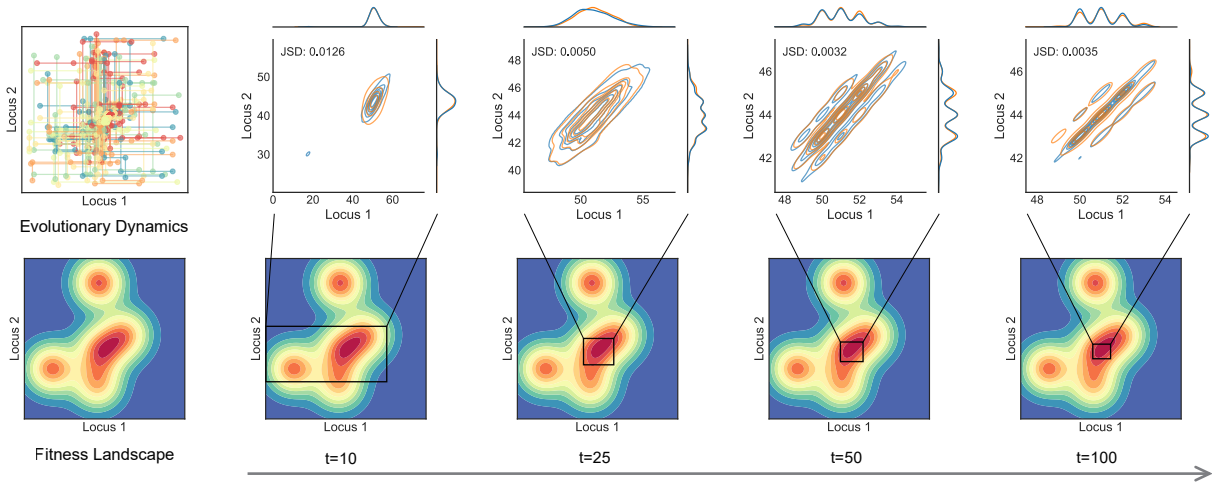 Locus 2
Locus 1
Evolutionary Dynamics
JSD: 0.0126
Locus 2
50
40
30
0 20 40 60
Locus 1
JSD: 0.0050
Locus 2
48
46
44
42
40
50 55
Locus 1
JSD: 0.0032
Locus 2
46
44
42
48 50 52 54
Locus 1
JSD: 0.0035
Locus 2
46
44
42
48 50 52 54
Locus 1
Locus 2
Locus 1
Fitness Landscape
Locus 2
Locus 1
t=10
Locus 2
Locus 1
t=25
Locus 2
Locus 1
t=50
Locus 2
Locus 1
t=100